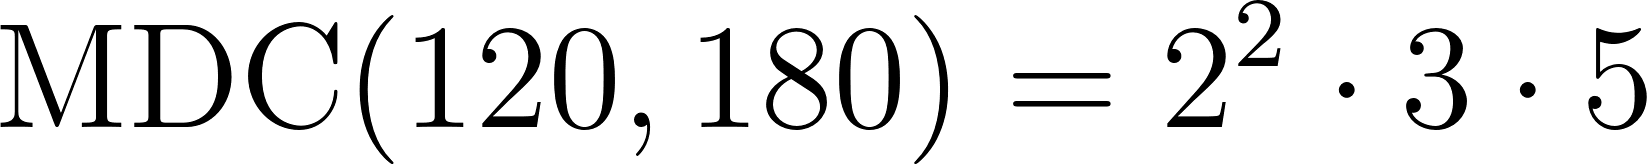 MDC(120, 180) = 2² · 3 · 5